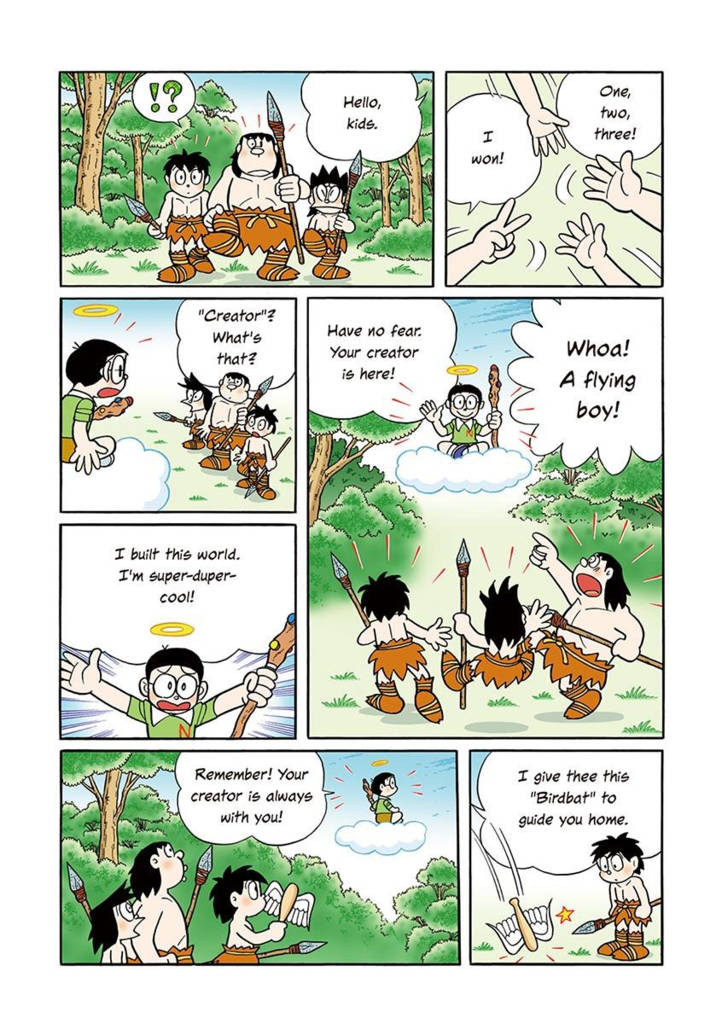 One,
two,
three!
I
won!
Hello,
kids.
!?
Whoa!
A flying
boy!
Have no fear.
Your creator
is here!
N
"Creator"?
What's
that?
I built this world.
I'm super-duper-
cool!
N
I give thee this
"Birdbat" to
guide you home.
Remember! Your
creator is always
with you!